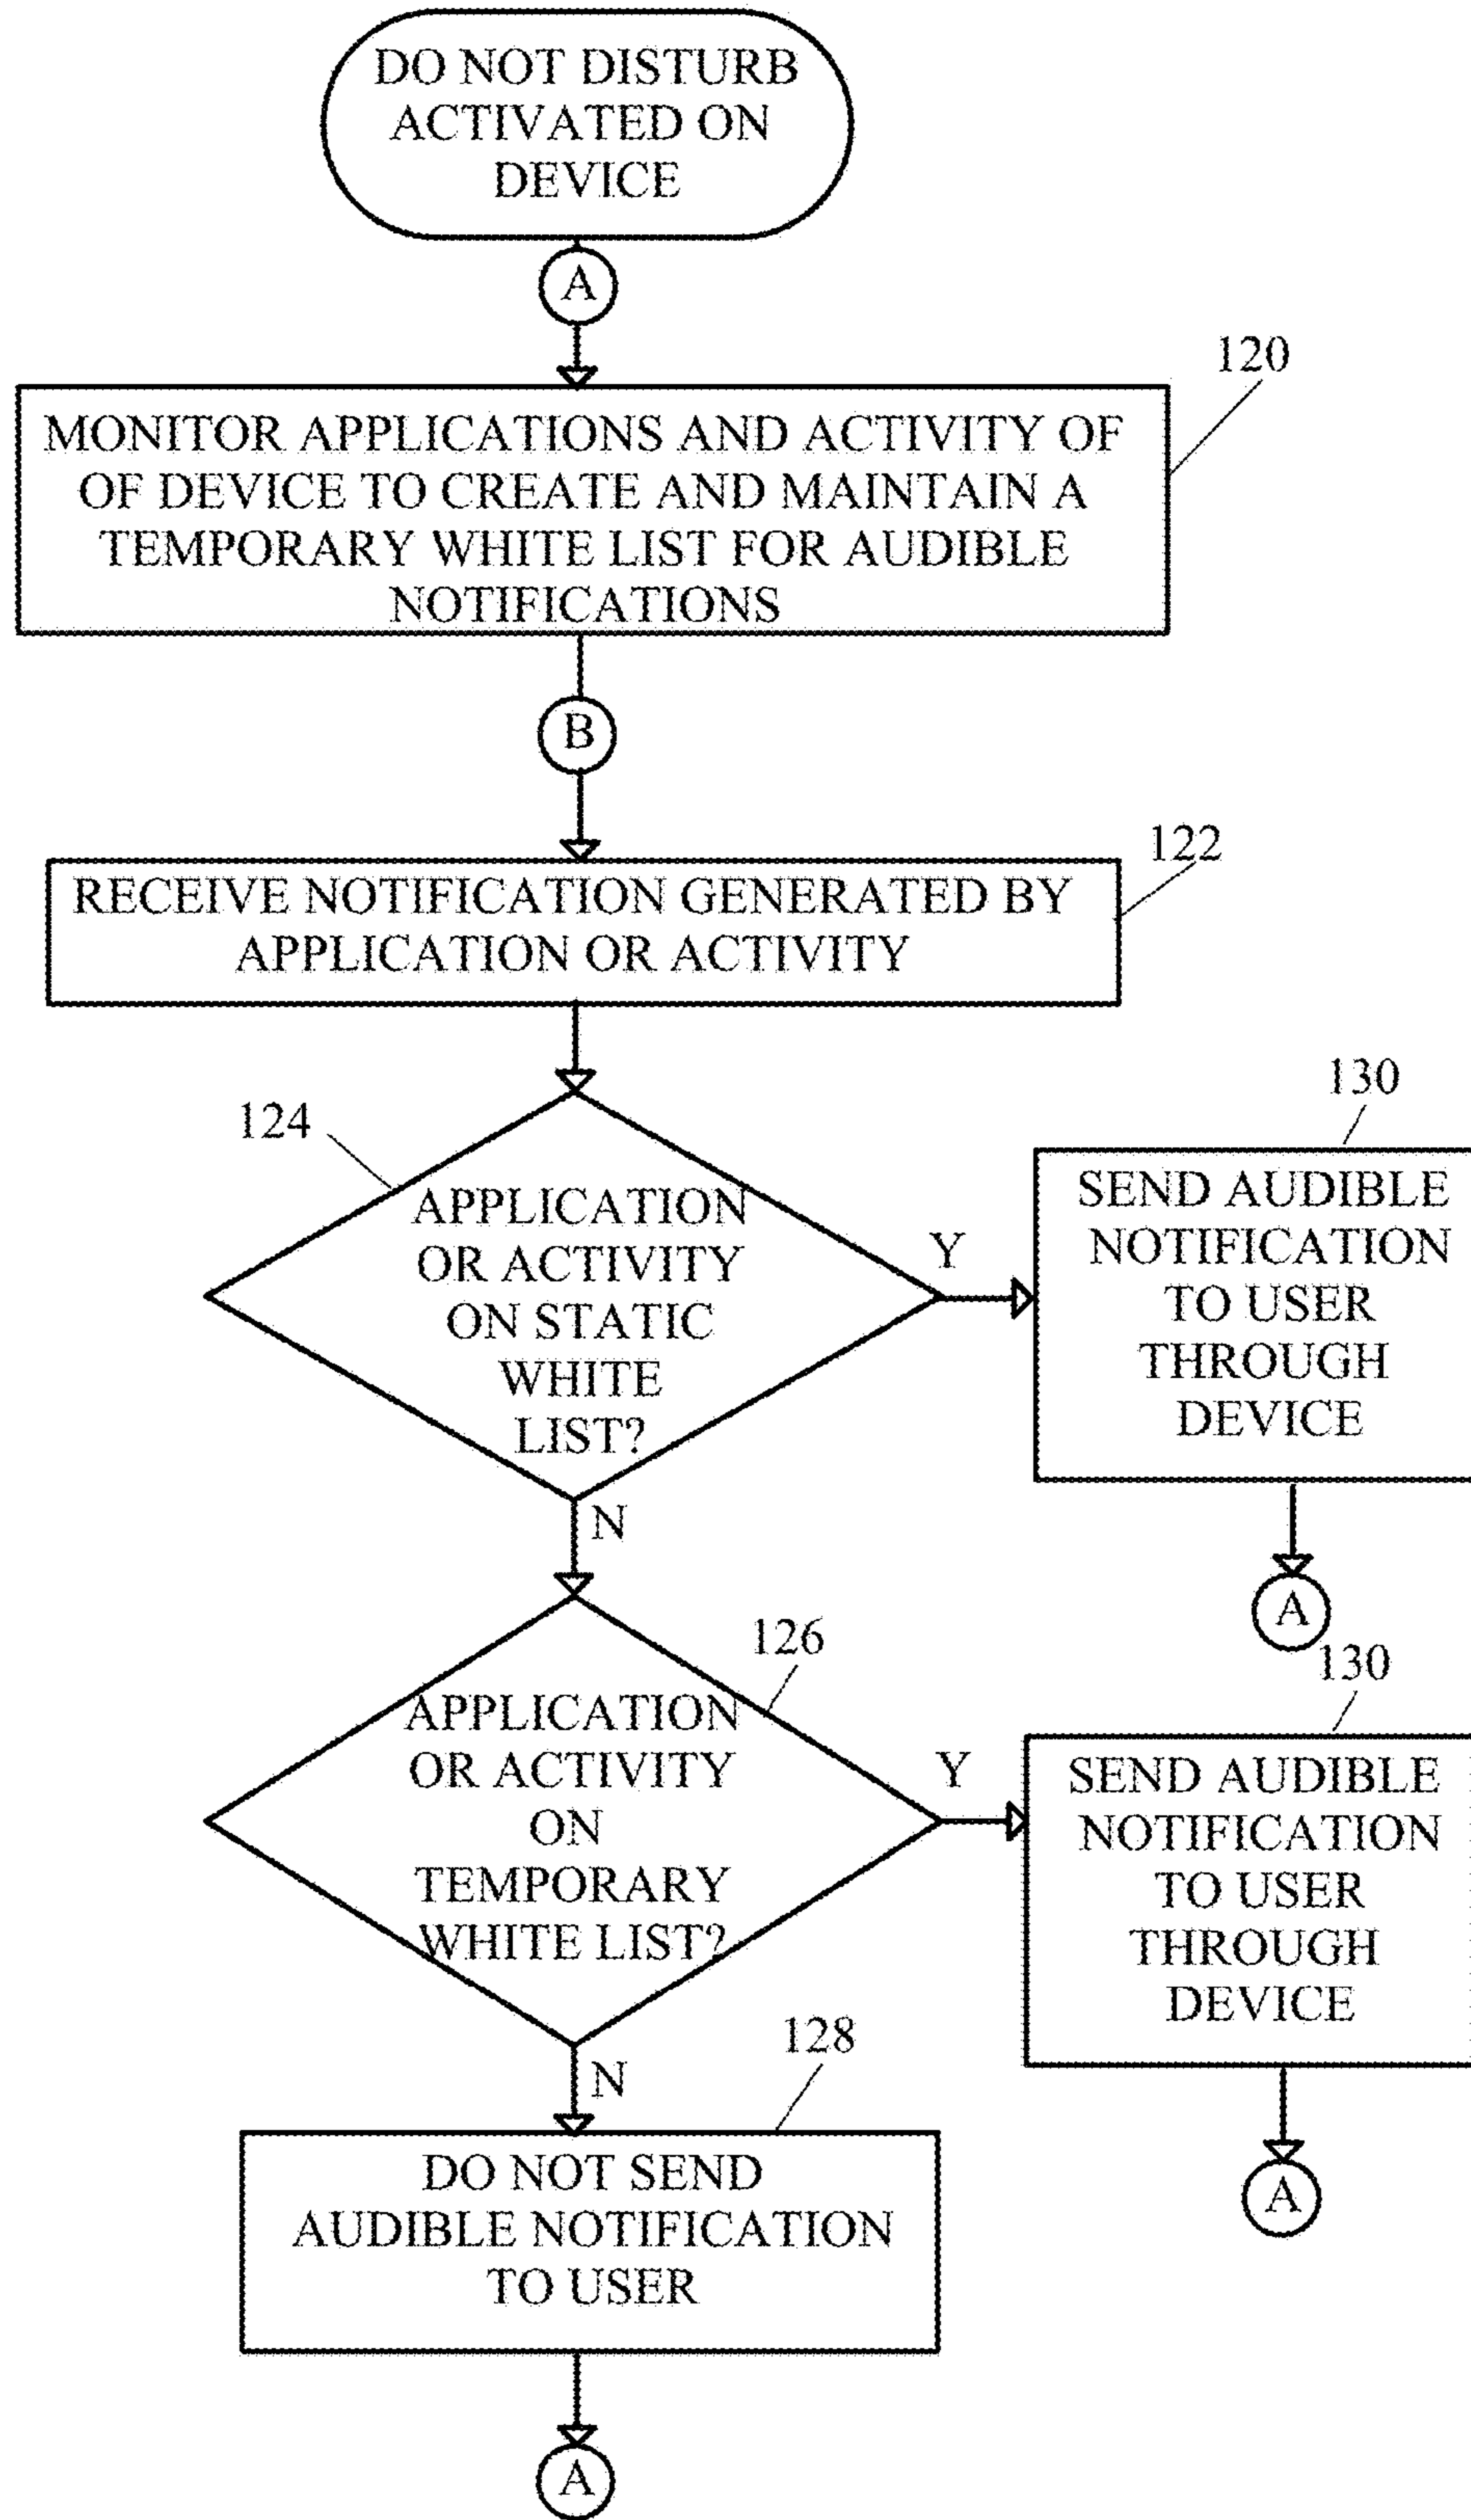 DO NOT DISTURB
ACTIVATED ON
DEVICE
A
120
MONITOR APPLICATIONS AND ACTIVITY OF
OF DEVICE TO CREATE AND MAINTAIN A
TEMPORARY WHITE LIST FOR AUDIBLE
NOTIFICATIONS
B
122
RECEIVE NOTIFICATION GENERATED BY
APPLICATION OR ACTIVITY
124
APPLICATION
OR ACTIVITY
ON STATIC
WHITE
LIST?
Y
130
SEND AUDIBLE
NOTIFICATION
TO USER
THROUGH
DEVICE
A
N
126
APPLICATION
OR ACTIVITY
ON
TEMPORARY
WHITE LIST?
Y
130
SEND AUDIBLE
NOTIFICATION
TO USER
THROUGH
DEVICE
A
N
128
DO NOT SEND
AUDIBLE NOTIFICATION
TO USER
A